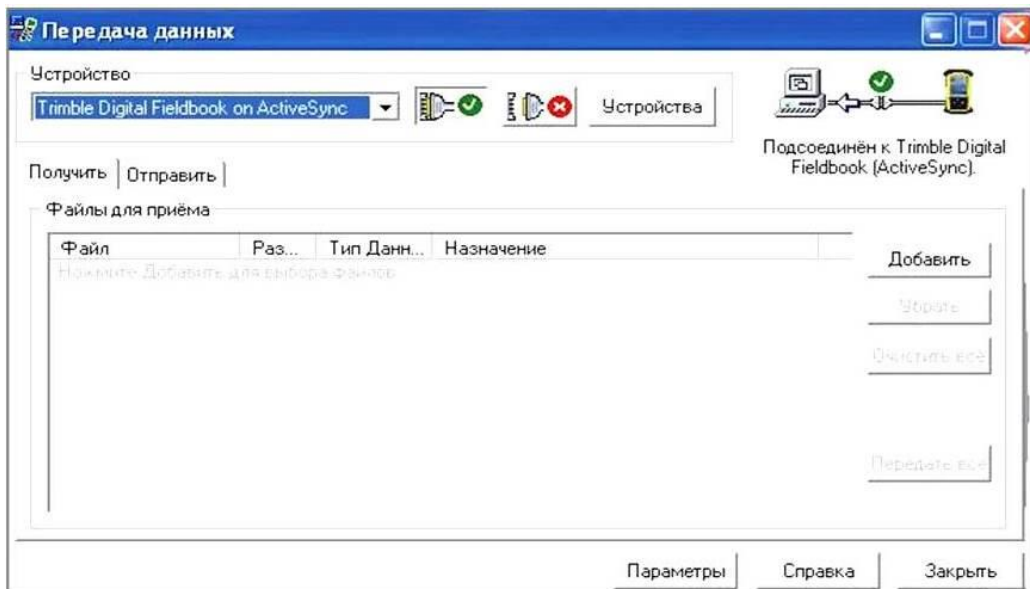 Передача данных
Устройство
Trimble Digital Fieldbook on ActiveSync
Устройства
Подсоединён к Trimble Digital
Fieldbook (ActiveSync).
Получить
Отправить
Файлы для приёма
Файл Раз... Тип Данн... Назначение
Нажмите Добавить для выбора файлов
Добавить
Убрать
Очистить всё
Передать все
Параметры
Справка
Закрыть